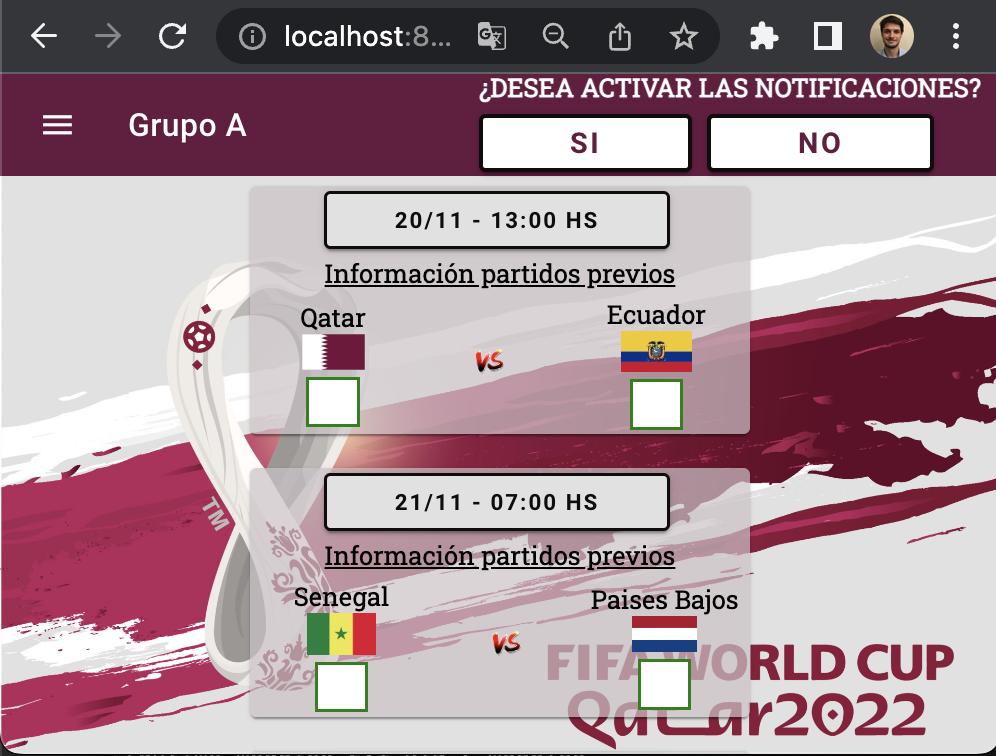 localhost:8...
¿DESEA ACTIVAR LAS NOTIFICACIONES?
Grupo A
SI
NO
20/11 - 13:00 HS
Información partidos previos
Qatar
Ecuador
VS
21/11 - 07:00 HS
Información partidos previos
TM
Senegal
Paises Bajos
VS
FIFA WORLD CUP
Qatar2022